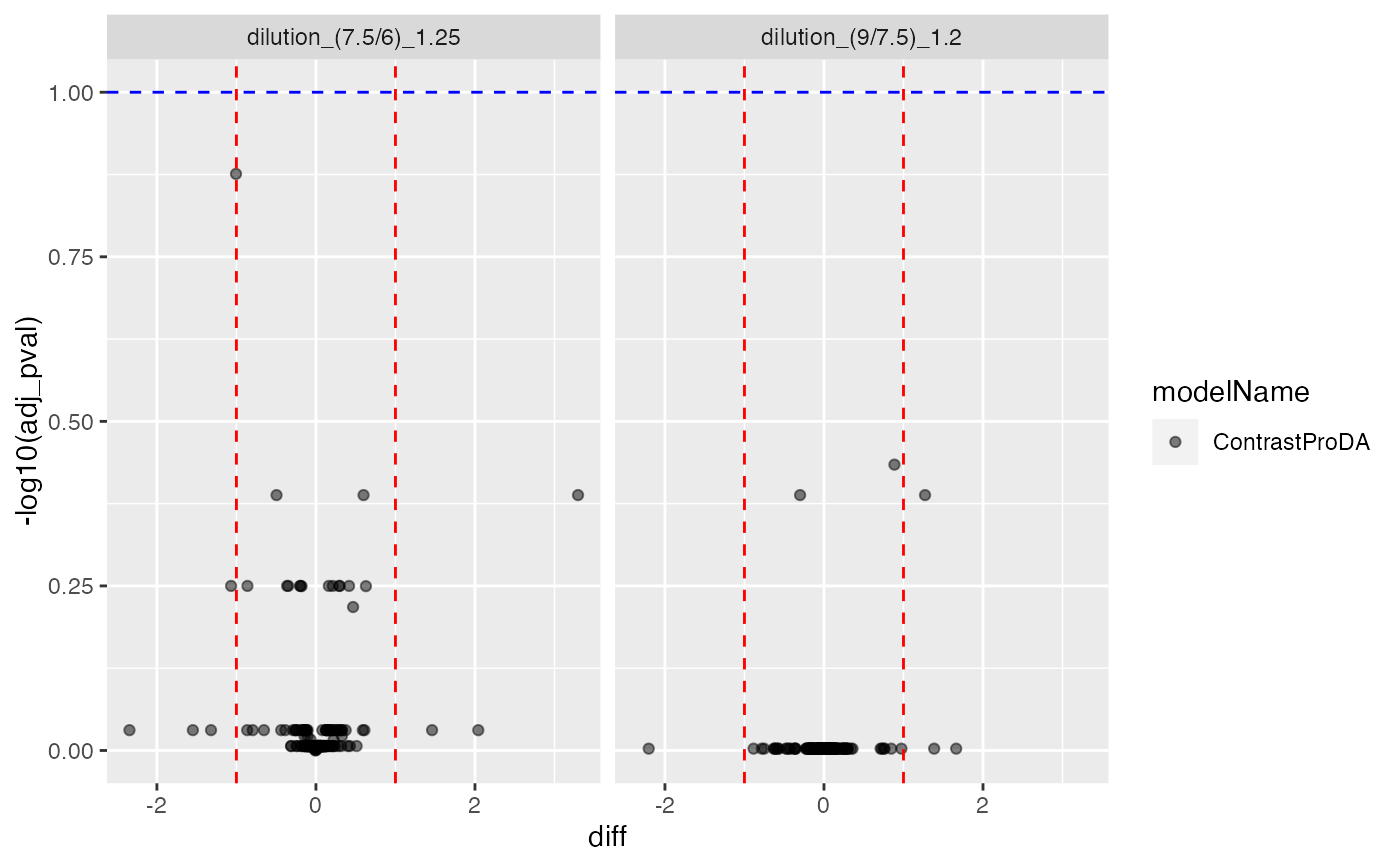 dilution_(7.5/6)_1.25
dilution_(9/7.5)_1.2
1.00
0.75
0.50
0.25
0.00
-log10(adj_pval)
-2
0
2
-2
0
2
diff
modelName
ContrastProDA